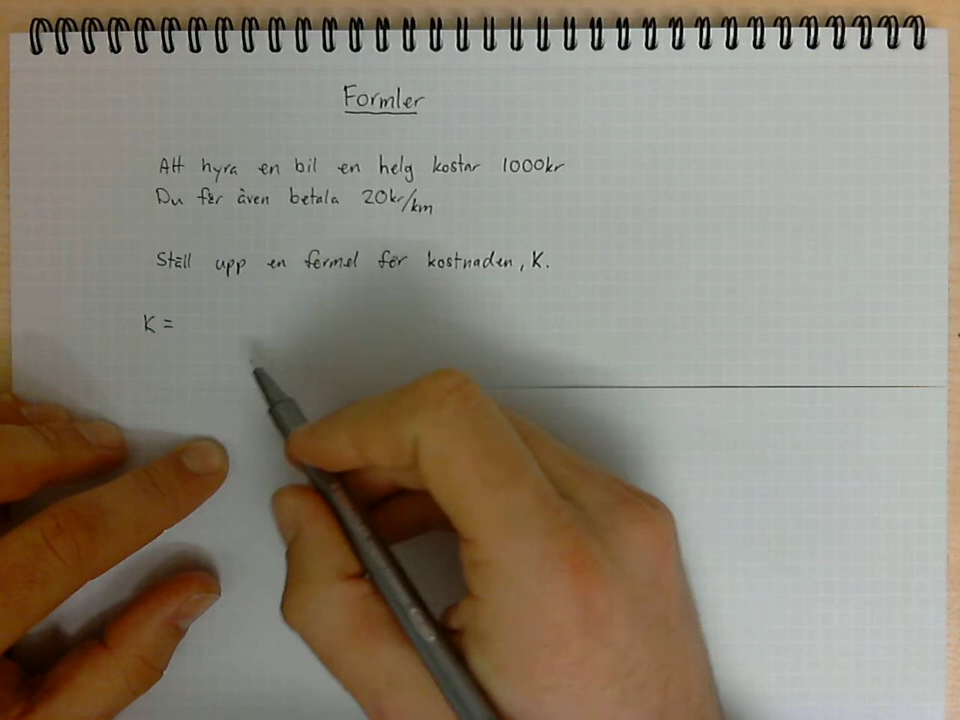 Formler
Att hyra en bil en helg kostar 1000kr
Du får även betala 20kr/km
Ställ upp en formel för kostnaden, K.
K =